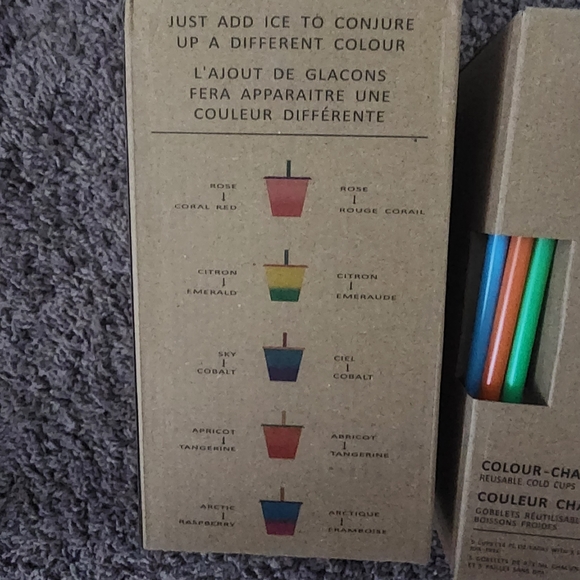 JUST ADD ICE TO CONJURE
UP A DIFFERENT COLOUR
L'AJOUT DE GLACONS
FERA APPARAITRE UNE
COULEUR DIFFÉRENTE
ROSE
CORAL RED
ROSE
ROUGE CORAIL
CITRON
EMERALD
CITRON
EMERAUDE
SKY
COBALT
CIEL
COBALT
APRICOT
TANGERINE
ABRICOT
TANGERINE
ARCTIC
RASPBERRY
ARCTIQUE
FRAMBOISE
COLOUR-CHA
REUSABLE COLD CUPS
COULEUR CHA
GOBELETS RÉUTILISABL
BOISSONS FROIDES